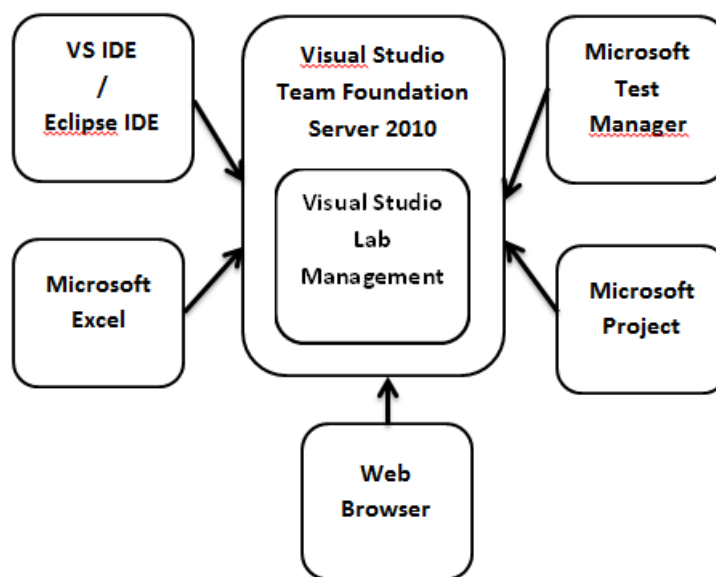 VS IDE
/
Eclipse IDE
Visual Studio
Team Foundation
Server 2010
Microsoft
Test
Manager
Visual Studio
Lab
Management
Microsoft
Excel
Microsoft
Project
Web
Browser